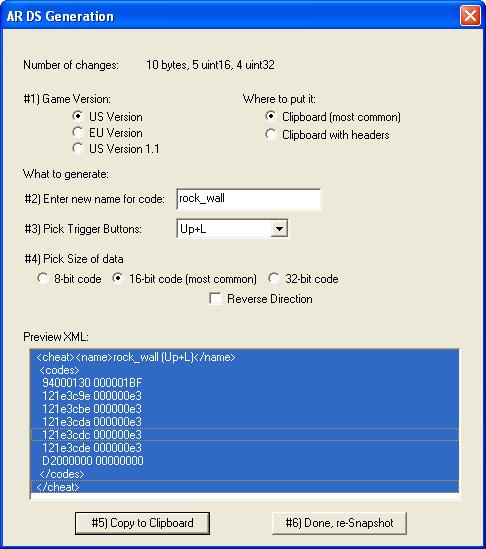 AR DS Generation
Number of changes: 10 bytes, 5 uint16, 4 uint32
#1) Game Version: Where to put it:
US Version Clipboard (most common)
EU Version Clipboard with headers
US Version 1.1
What to generate:
#2) Enter new name for code: rock_wall
#3) Pick Trigger Buttons: Up+L
#4) Pick Size of data
8-bit code 16-bit code (most common) 32-bit code
Reverse Direction
Preview XML:
<cheat><name>rock_wall (Up+L)</name>
<codes>
94000130 000001BF
121e3c9e 000000e3
121e3cbe 000000e3
121e3cda 000000e3
121e3cdc 000000e3
121e3cde 000000e3
D2000000 00000000
</codes>
</cheat>
#5) Copy to Clipboard #6) Done, re-Snapshot